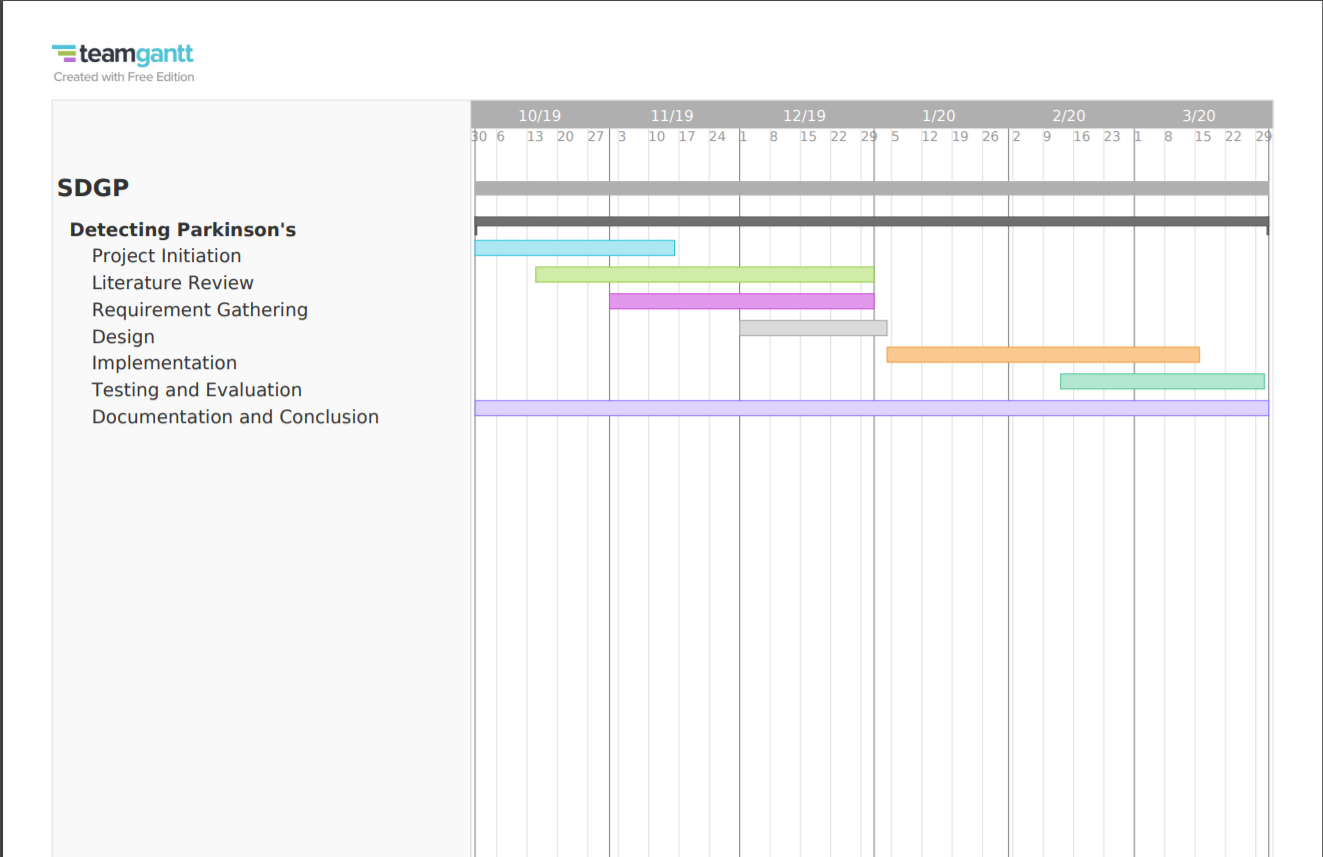 teamgantt
Created with Free Edition
10/19 11/19 12/19 1/20 2/20 3/20
30 6 13 20 27 3 10 17 24 1 8 15 22 29 5 12 19 26 2 9 16 23 1 8 15 22 29
SDGP
Detecting Parkinson's
Project Initiation
Literature Review
Requirement Gathering
Design
Implementation
Testing and Evaluation
Documentation and Conclusion